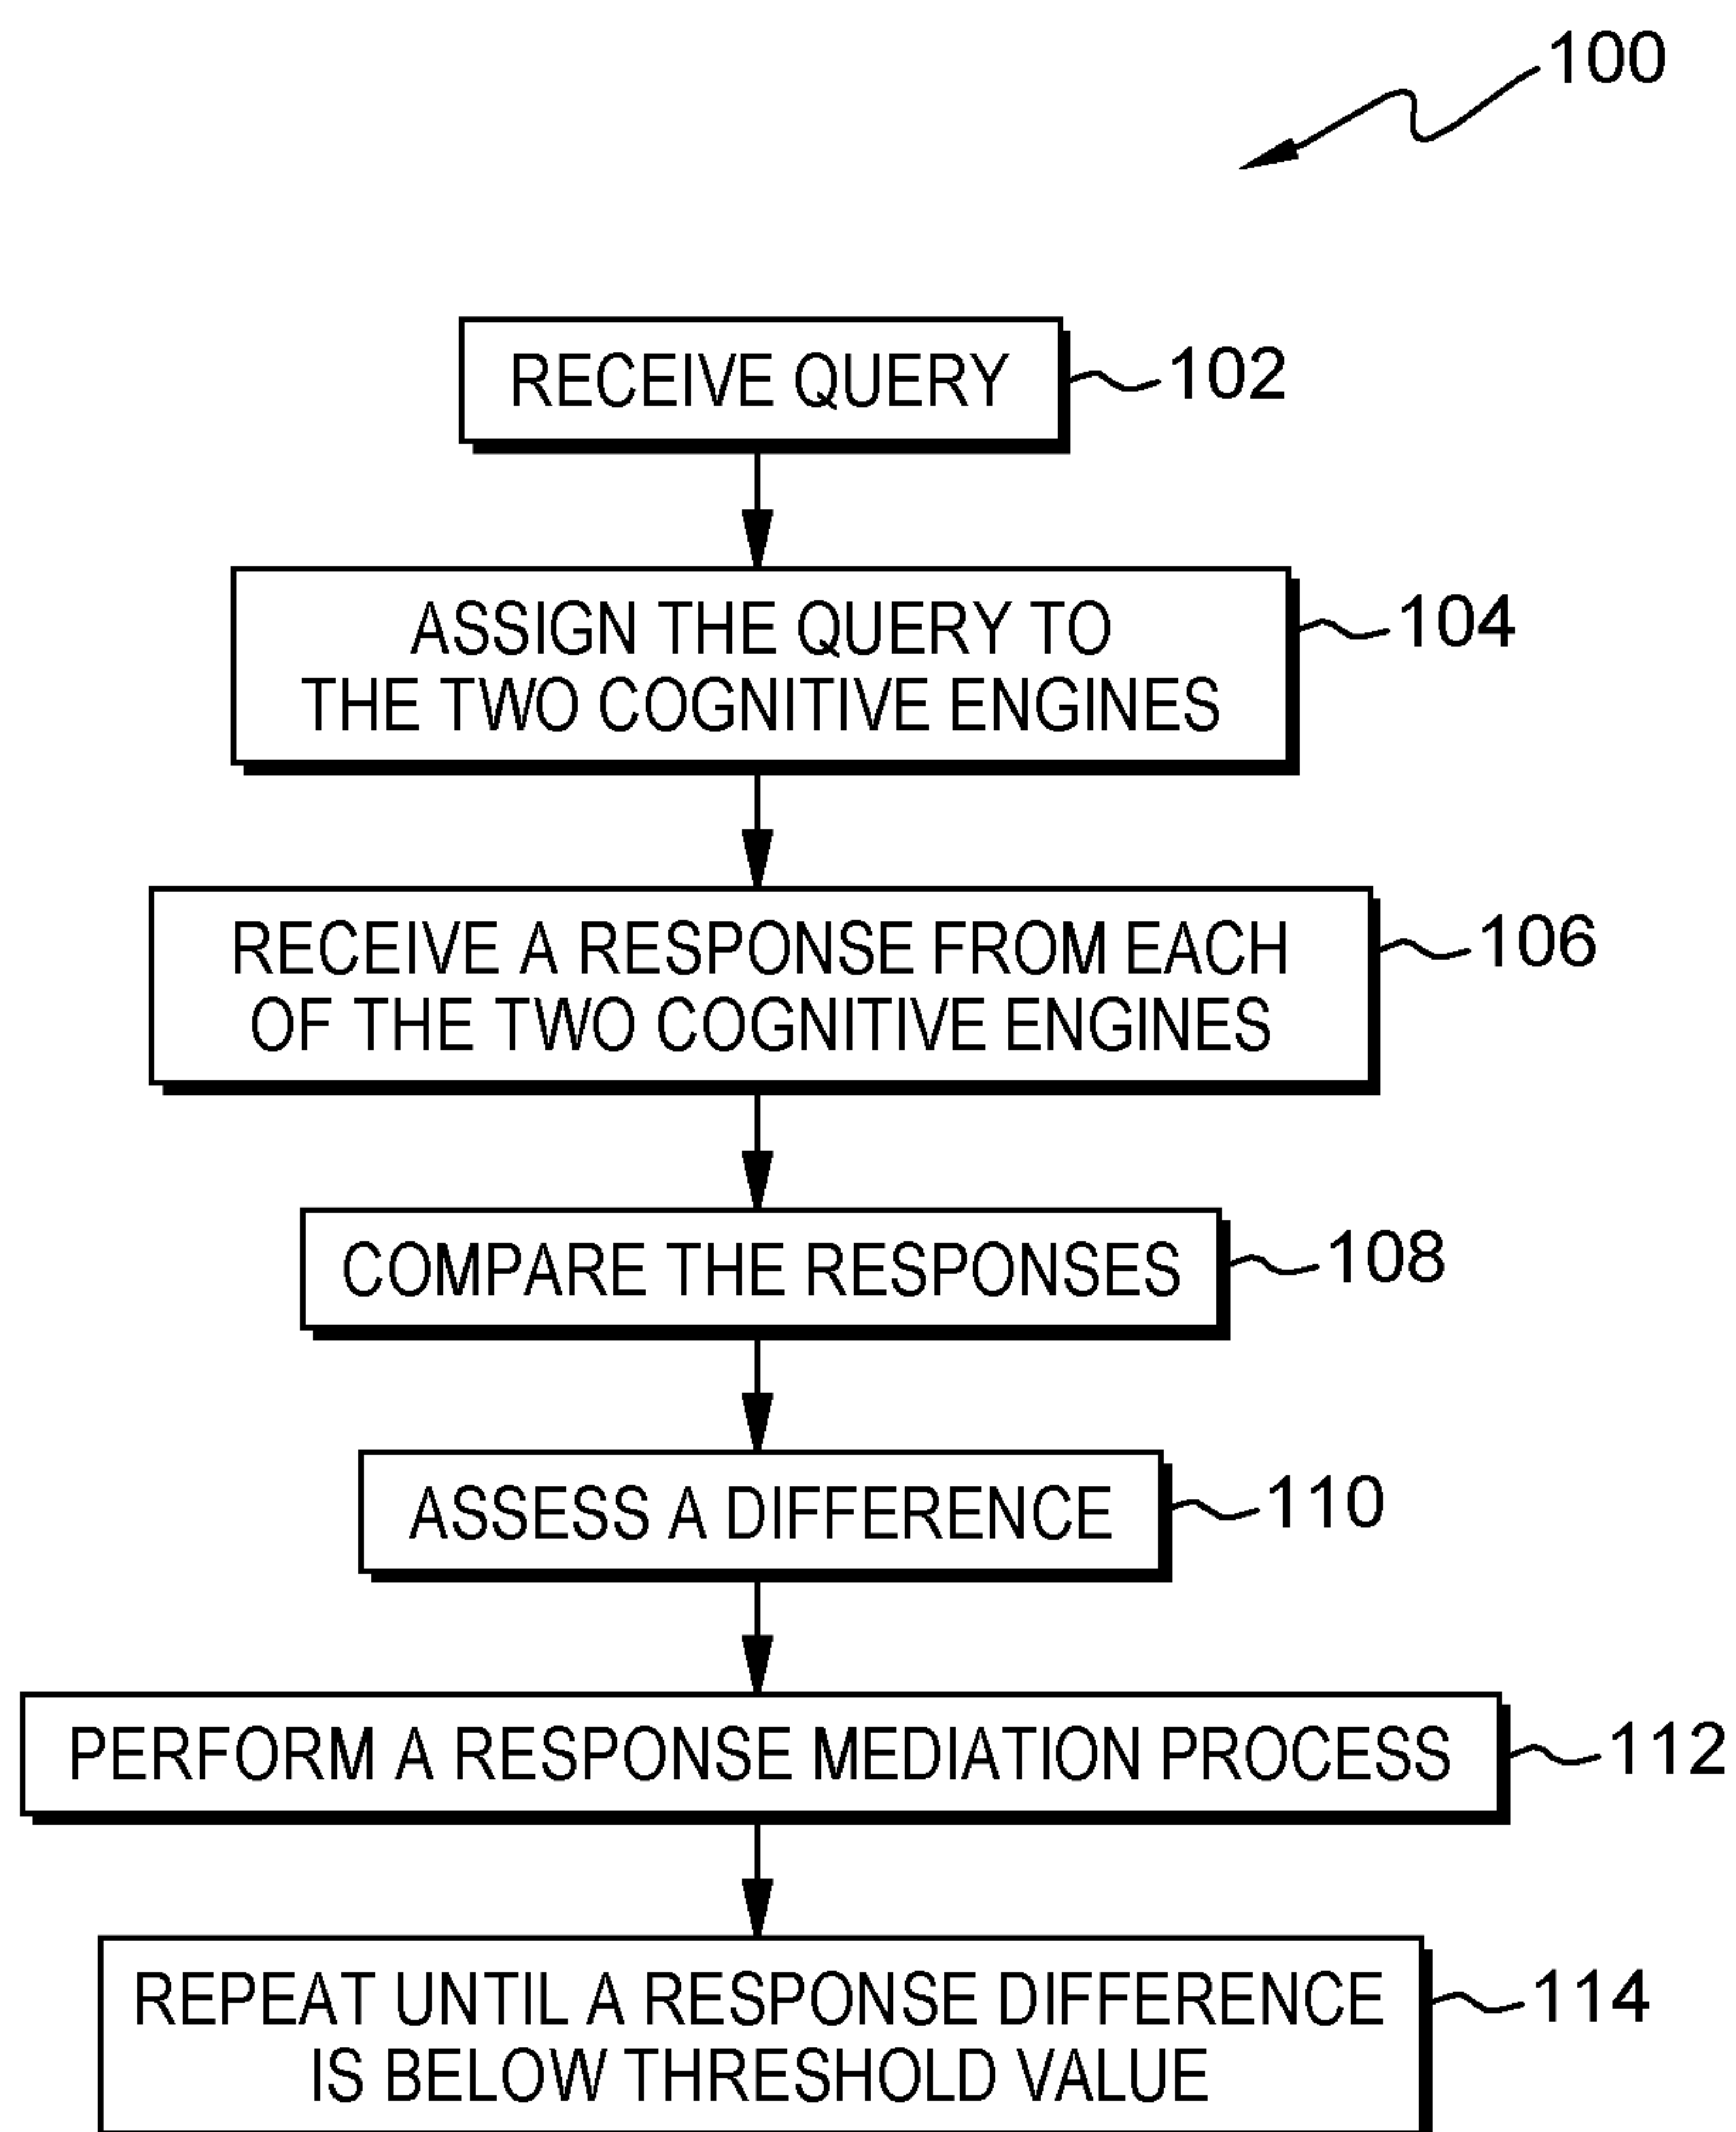 100
RECEIVE QUERY
102
ASSIGN THE QUERY TO
THE TWO COGNITIVE ENGINES
104
RECEIVE A RESPONSE FROM EACH
OF THE TWO COGNITIVE ENGINES
106
COMPARE THE RESPONSES
108
ASSESS A DIFFERENCE
110
PERFORM A RESPONSE MEDIATION PROCESS
112
REPEAT UNTIL A RESPONSE DIFFERENCE
IS BELOW THRESHOLD VALUE
114